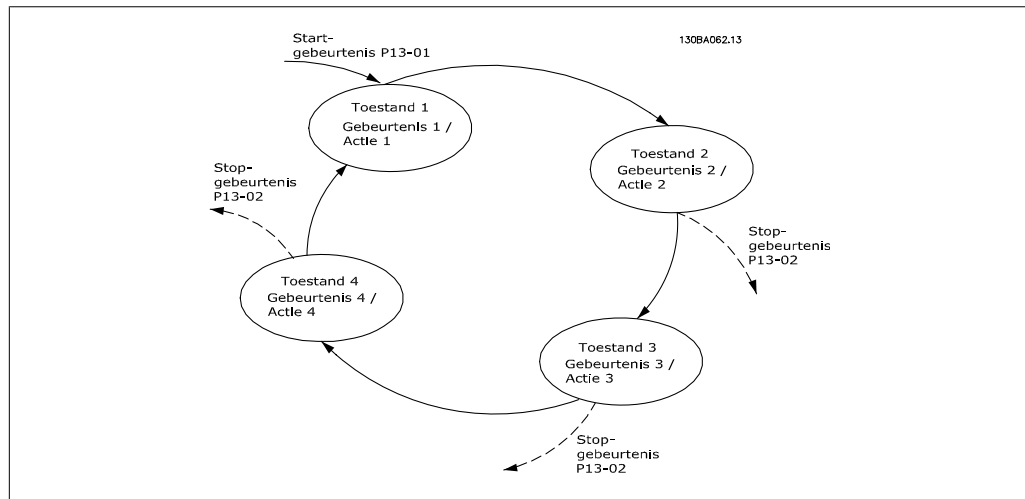 Start-
gebeurtenis P13-01
130BA062.13
Toestand 1
Gebeurtenis 1 /
Actie 1
Toestand 2
Gebeurtenis 2 /
Actie 2
Stop-
gebeurtenis
P13-02
Stop-
gebeurtenis
P13-02
Toestand 4
Gebeurtenis 4 /
Actie 4
Toestand 3
Gebeurtenis 3 /
Actie 3
Stop-
gebeurtenis
P13-02